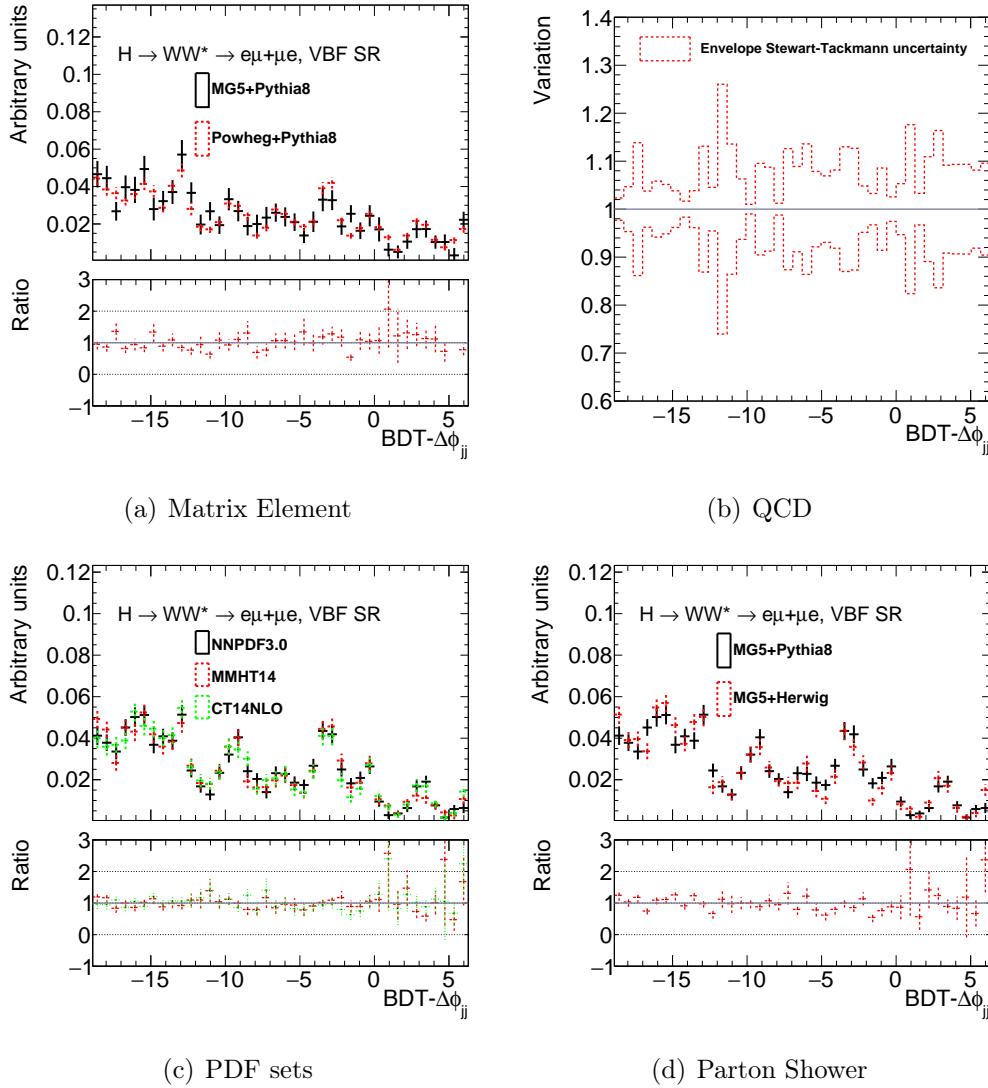 Arbitrary units
0.12
0.1
0.08
0.06
0.04
0.02
H → WW* → eμ+μe, VBF SR
MG5+Pythia8
Powheg+Pythia8
Ratio
3
2
1
0
−1
−15 −10 −5 0 5
BDT-Δϕjj
(a) Matrix Element
Variation
1.4
1.3
1.2
1.1
1
0.9
0.8
0.7
0.6
Envelope Stewart-Tackmann uncertainty
−15 −10 −5 0 5
BDT-Δϕjj
(b) QCD
Arbitrary units
0.12
0.1
0.08
0.06
0.04
0.02
H → WW* → eμ+μe, VBF SR
NNPDF3.0
MMHT14
CT14NLO
Ratio
3
2
1
0
−1
−15 −10 −5 0 5
BDT-Δϕjj
(c) PDF sets
Arbitrary units
0.12
0.1
0.08
0.06
0.04
0.02
H → WW* → eμ+μe, VBF SR
MG5+Pythia8
MG5+Herwig
Ratio
3
2
1
0
−1
−15 −10 −5 0 5
BDT-Δϕjj
(d) Parton Shower